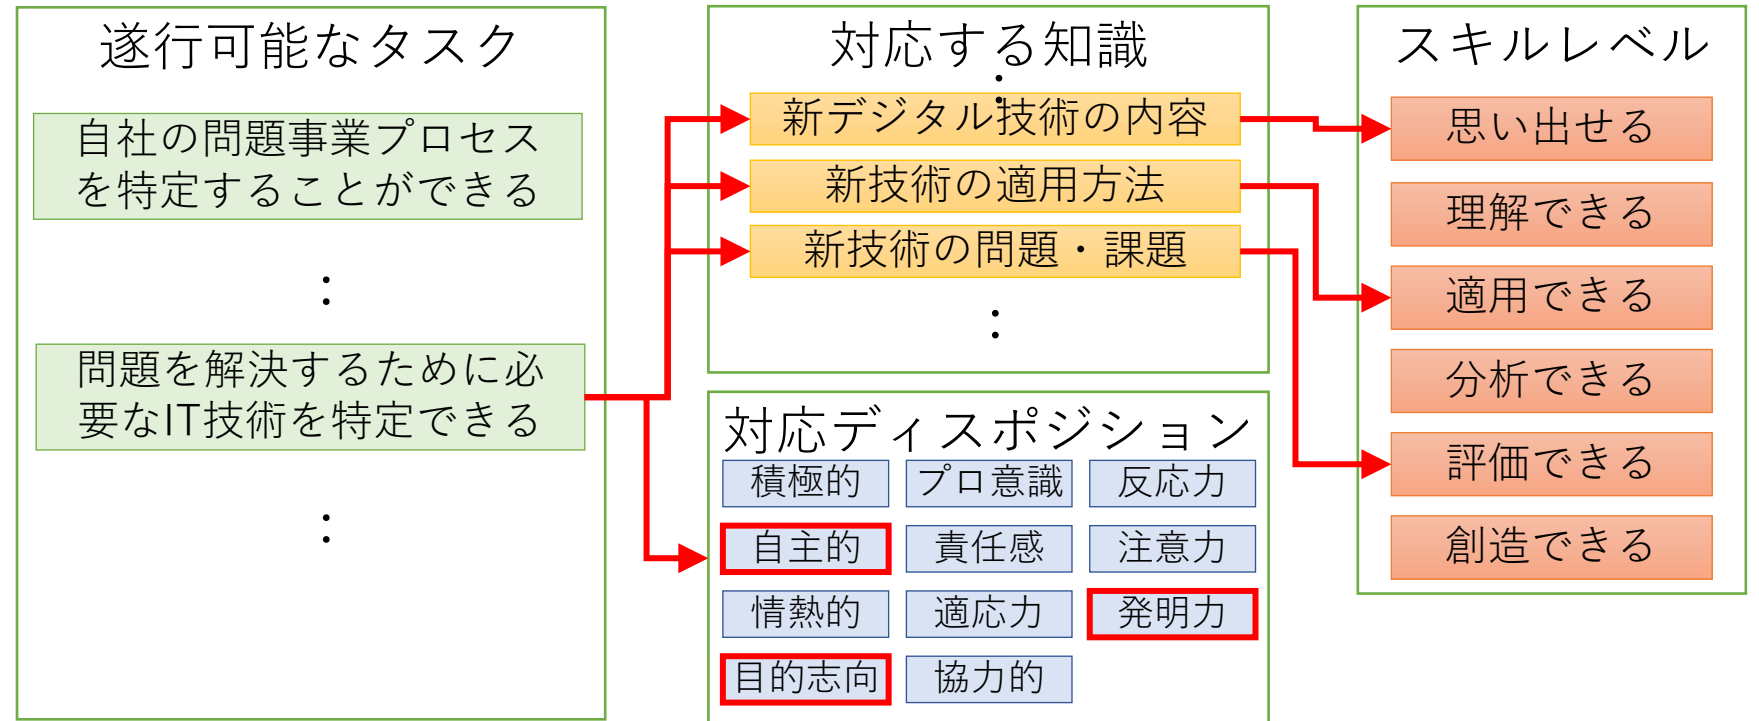 遂行可能なタスク
自社の問題事業プロセス
を特定することができる
:
問題を解決するために必
要なIT技術を特定できる
:
対応する知識
:
新デジタル技術の内容
新技術の適用方法
新技術の問題・課題
:
対応ディスポジション
積極的
プロ意識
反応力
自主的
責任感
注意力
情熱的
適応力
発明力
目的志向
協力的
スキルレベル
思い出せる
理解できる
適用できる
分析できる
評価できる
創造できる